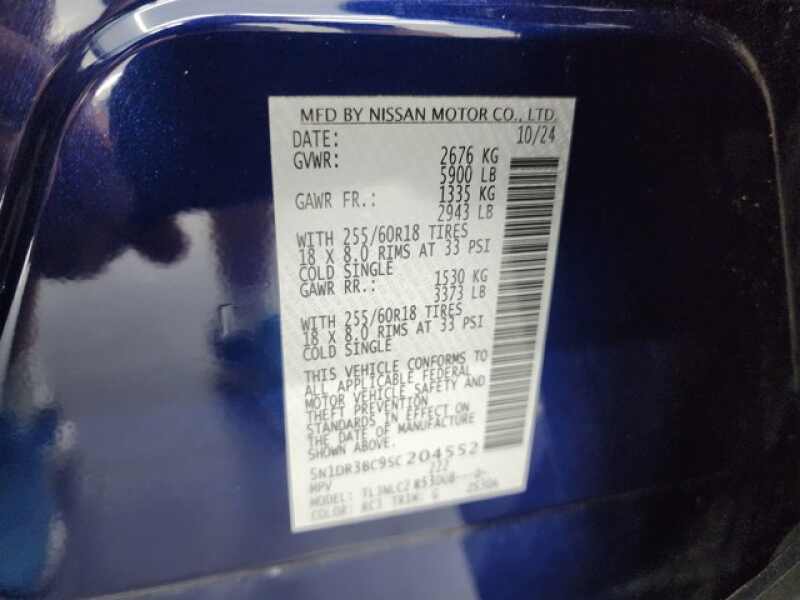 MFD BY NISSAN MOTOR CO., LTD.
DATE: 10/24
GVWR: 2676 KG
5900 LB
GAWR FR.: 1335 KG
2943 LB
WITH 255/60R18 TIRES
18 X 8.0 RIMS AT 33 PSI
COLD SINGLE
GAWR RR.: 1530 KG
3373 LB
WITH 255/60R18 TIRES
18 X 8.0 RIMS AT 33 PSI
COLD SINGLE
THIS VEHICLE CONFORMS TO
ALL APPLICABLE FEDERAL
MOTOR VEHICLE SAFETY AND
THEFT PREVENTION
STANDARDS IN EFFECT ON
THE DATE OF MANUFACTURE
SHOWN ABOVE.
5N1DR3BC9SC204552
MPV 222
MODEL:
COLOR: TRIM: G